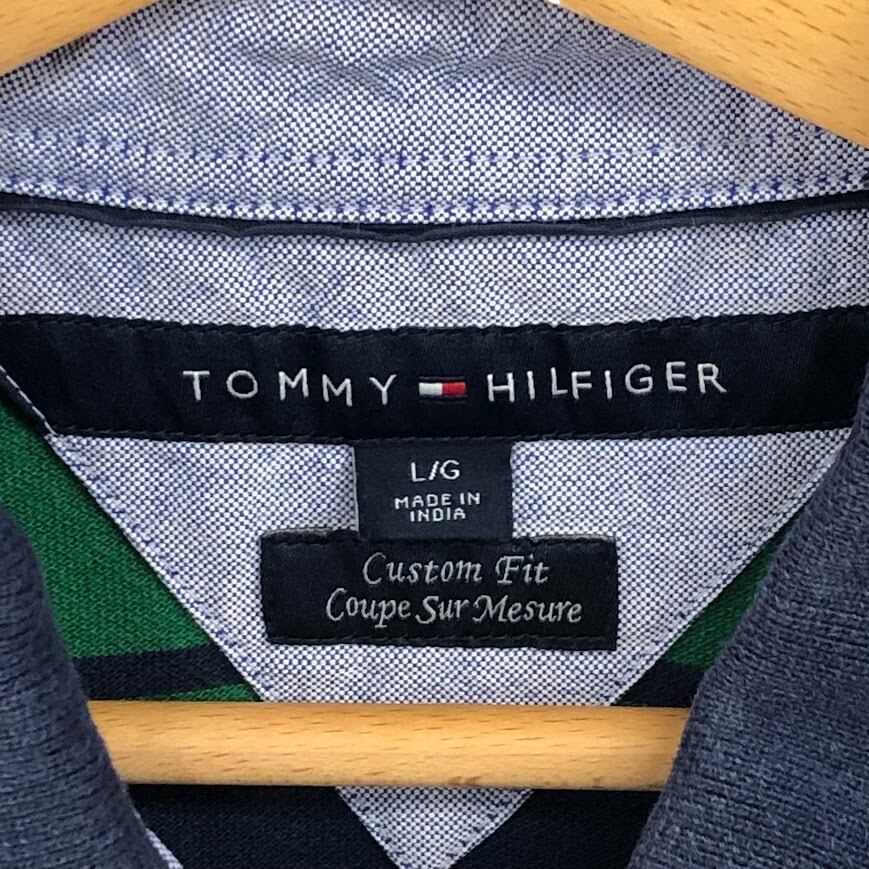 TOMMY HILFIGER
L/G
MADE IN
INDIA
Custom Fit
Coupe Sur Mesure